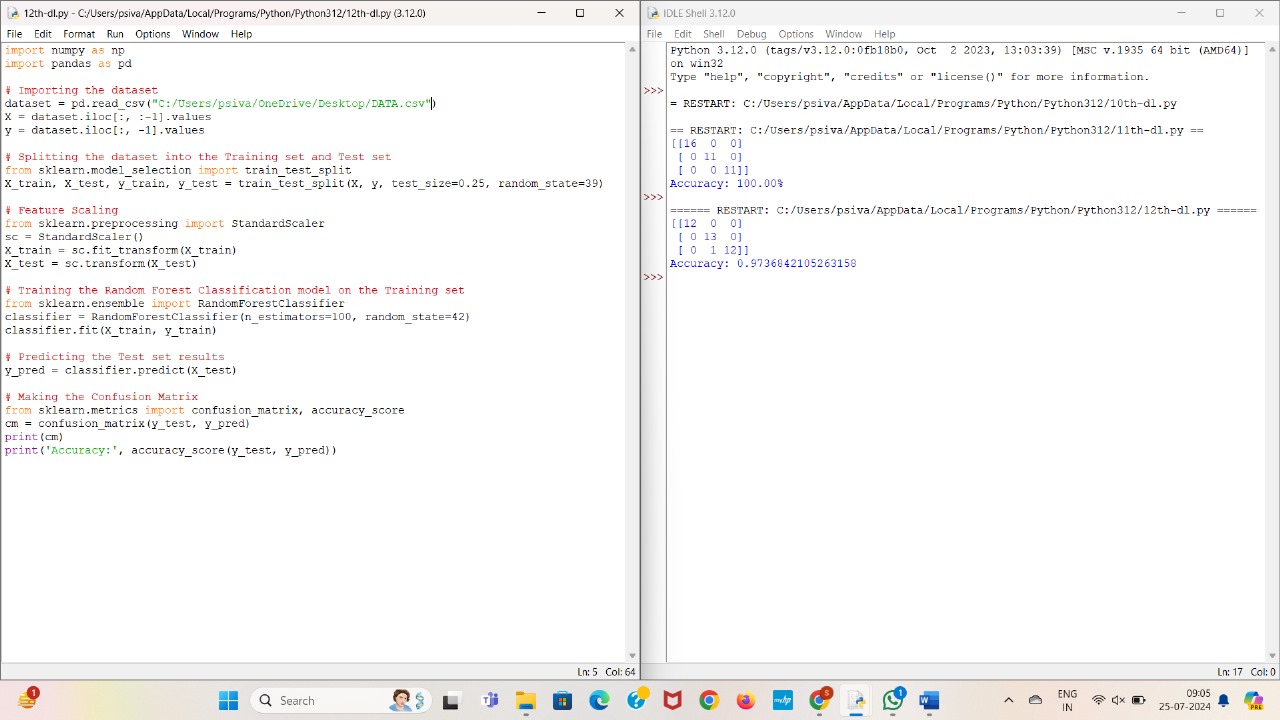 12th-dl.py - C:/Users/psiva/AppData/Local/Programs/Python/Python312/12th-dl.py (3.12.0)
File Edit Format Run Options Window Help
import numpy as np
import pandas as pd
# Importing the dataset
dataset = pd.read_csv("C:/Users/psiva/OneDrive/Desktop/DATA.csv")
X = dataset.iloc[:, :-1].values
y = dataset.iloc[:, -1].values
# Splitting the dataset into the Training set and Test set
from sklearn.model_selection import train_test_split
X_train, X_test, y_train, y_test = train_test_split(X, y, test_size=0.25, random_state=39)
# Feature Scaling
from sklearn.preprocessing import StandardScaler
sc = StandardScaler()
X_train = sc.fit_transform(X_train)
X_test = sc.transform(X_test)
# Training the Random Forest Classification model on the Training set
from sklearn.ensemble import RandomForestClassifier
classifier = RandomForestClassifier(n_estimators=100, random_state=42)
classifier.fit(X_train, y_train)
# Predicting the Test set results
y_pred = classifier.predict(X_test)
# Making the Confusion Matrix
from sklearn.metrics import confusion_matrix, accuracy_score
cm = confusion_matrix(y_test, y_pred)
print(cm)
print('Accuracy:', accuracy_score(y_test, y_pred))
Ln: 5 Col: 64
IDLE Shell 3.12.0
File Edit Shell Debug Options Window Help
Python 3.12.0 (tags/v3.12.0:0fb18b0, Oct  2 2023, 13:03:39) [MSC v.1935 64 bit (AMD64)]
on win32
Type "help", "copyright", "credits" or "license()" for more information.
>>>
= RESTART: C:/Users/psiva/AppData/Local/Programs/Python/Python312/10th-dl.py
== RESTART: C:/Users/psiva/AppData/Local/Programs/Python/Python312/11th-dl.py ==
[[16  0  0]
[ 0 11  0]
[ 0  0 11]]
Accuracy: 100.00%
>>>
====== RESTART: C:/Users/psiva/AppData/Local/Programs/Python/Python312/12th-dl.py ======
[[12  0  0]
[ 0 13  0]
[ 0  1 12]]
Accuracy: 0.9736842105263158
>>>
Ln: 17 Col: 0
1
Search
myhp
S
1
ENG
IN
09:05
25-07-2024
PRE